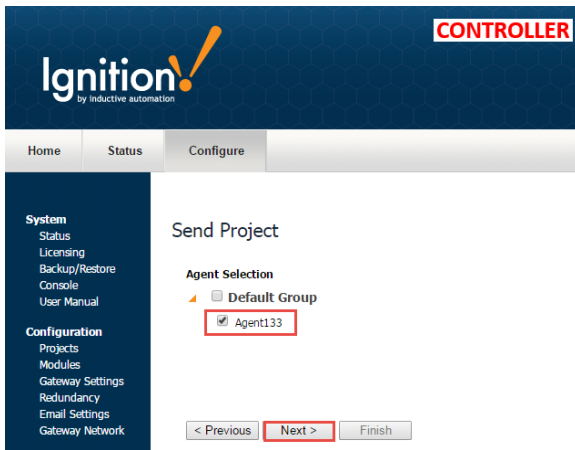 CONTROLLER
Ignition!
by inductive automation
Home Status Configure
System
Status
Licensing
Backup/Restore
Console
User Manual
Configuration
Projects
Modules
Gateway Settings
Redundancy
Email Settings
Gateway Network
Send Project
Agent Selection
Default Group
Agent133
< Previous Next > Finish